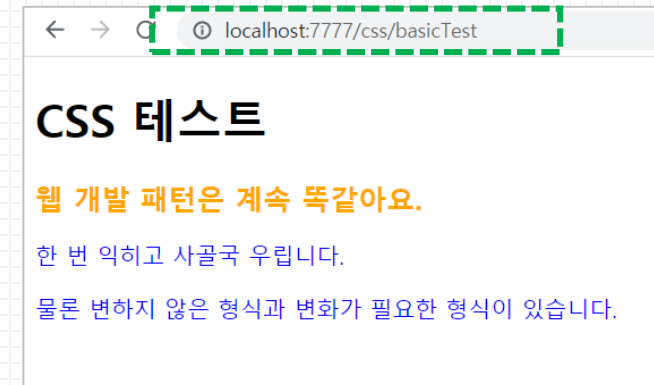 localhost:7777/css/basicTest
CSS 테스트
웹 개발 패턴은 계속 똑같아요.
한 번 익히고 사골국 우립니다.
물론 변하지 않은 형식과 변화가 필요한 형식이 있습니다.